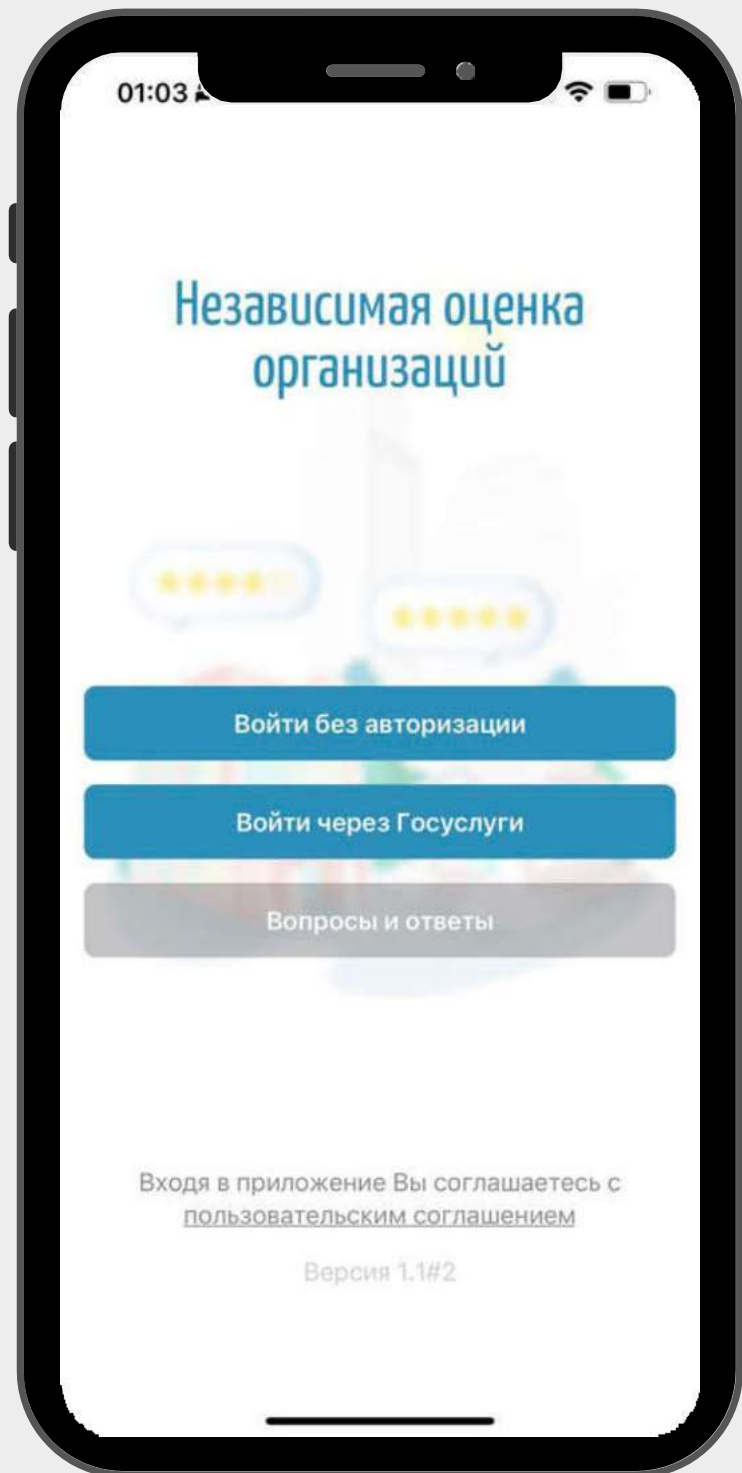 01:03
Независимая оценка
организаций
Войти без авторизации
Войти через Госуслуги
Вопросы и ответы
Входя в приложение Вы соглашаетесь с
пользовательским соглашением
Версия 1.1#2